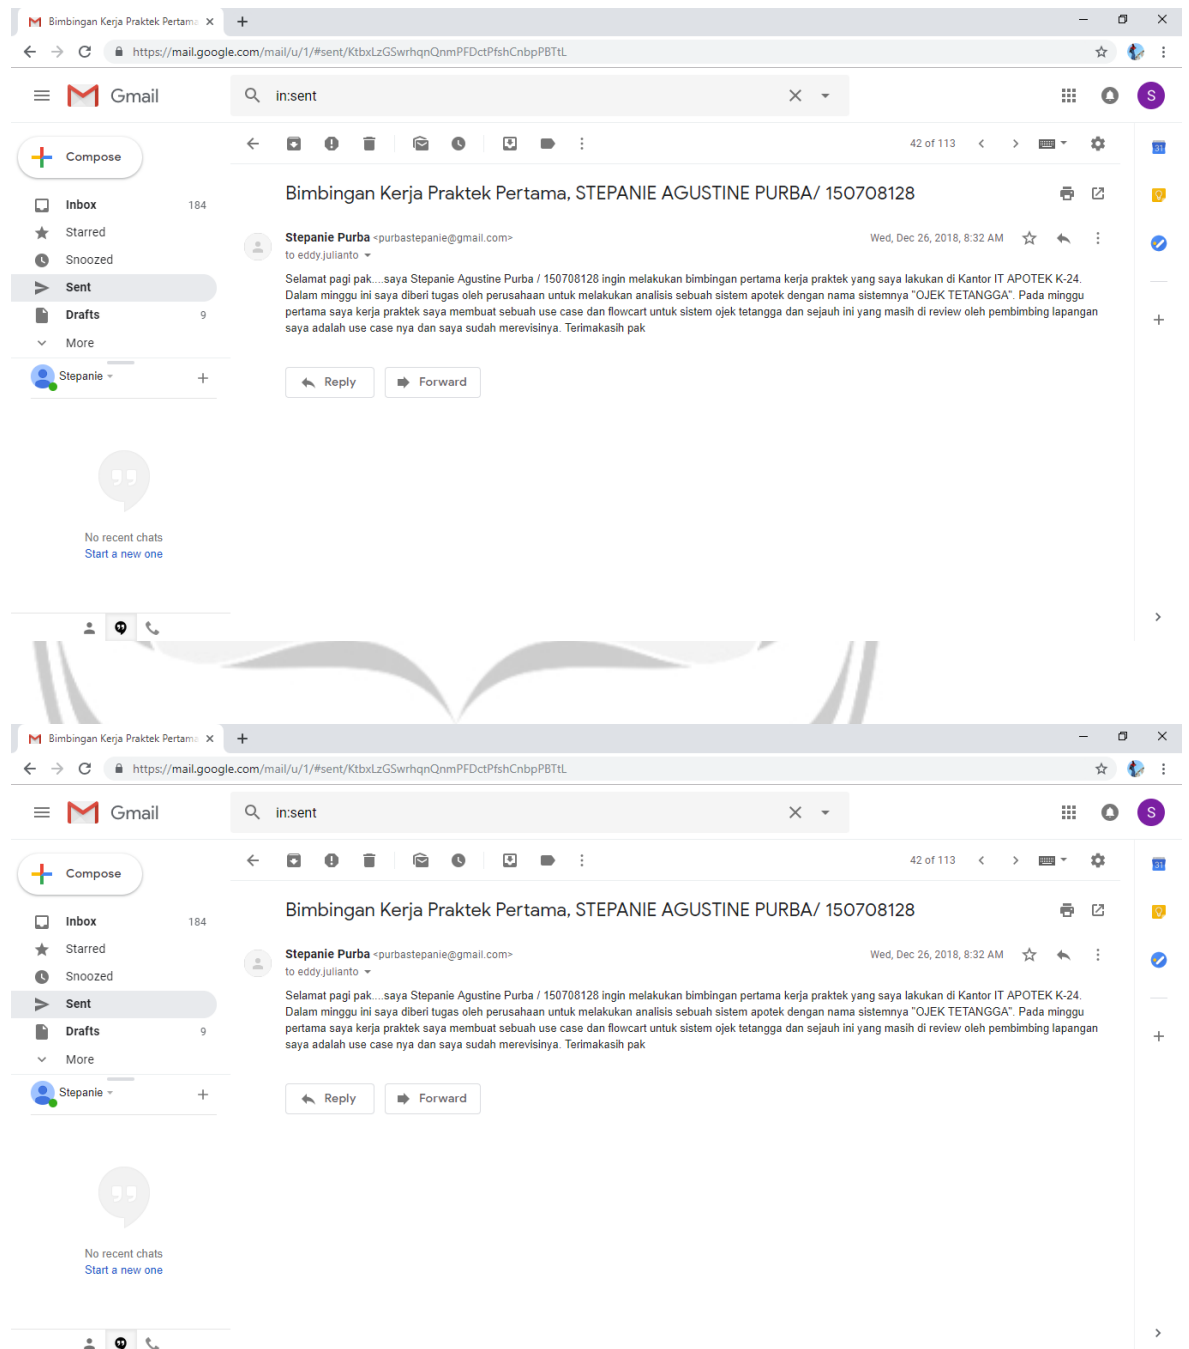 Bimbingan Kerja Praktek Pertama
https://mail.google.com/mail/u/1/#sent/KtbxLzGSwrhqnQnmPFDctPfshCnbpPBTtL
Gmail
in:sent
S
Compose
42 of 113
31
Bimbingan Kerja Praktek Pertama, STEPANIE AGUSTINE PURBA/ 150708128
Inbox 184
Starred
Snoozed
Sent
Drafts 9
More
Stepanie
Stepanie Purba <purbastepanie@gmail.com>
Wed, Dec 26, 2018, 8:32 AM
to eddy.julianto
Selamat pagi pak....saya Stepanie Agustine Purba / 150708128 ingin melakukan bimbingan pertama kerja praktek yang saya lakukan di Kantor IT APOTEK K-24.
Dalam minggu ini saya diberi tugas oleh perusahaan untuk melakukan analisis sebuah sistem apotek dengan nama sistemnya "OJEK TETANGGA". Pada minggu
pertama saya kerja praktek saya membuat sebuah use case dan flowcart untuk sistem ojek tetangga dan sejauh ini yang masih di review oleh pembimbing lapangan
saya adalah use case nya dan saya sudah merevisinya. Terimakasih pak
Reply
Forward
No recent chats
Start a new one
Bimbingan Kerja Praktek Pertama
https://mail.google.com/mail/u/1/#sent/KtbxLzGSwrhqnQnmPFDctPfshCnbpPBTtL
Gmail
in:sent
S
Compose
42 of 113
31
Bimbingan Kerja Praktek Pertama, STEPANIE AGUSTINE PURBA/ 150708128
Inbox 184
Starred
Snoozed
Sent
Drafts 9
More
Stepanie
Stepanie Purba <purbastepanie@gmail.com>
Wed, Dec 26, 2018, 8:32 AM
to eddy.julianto
Selamat pagi pak....saya Stepanie Agustine Purba / 150708128 ingin melakukan bimbingan pertama kerja praktek yang saya lakukan di Kantor IT APOTEK K-24.
Dalam minggu ini saya diberi tugas oleh perusahaan untuk melakukan analisis sebuah sistem apotek dengan nama sistemnya "OJEK TETANGGA". Pada minggu
pertama saya kerja praktek saya membuat sebuah use case dan flowcart untuk sistem ojek tetangga dan sejauh ini yang masih di review oleh pembimbing lapangan
saya adalah use case nya dan saya sudah merevisinya. Terimakasih pak
Reply
Forward
No recent chats
Start a new one